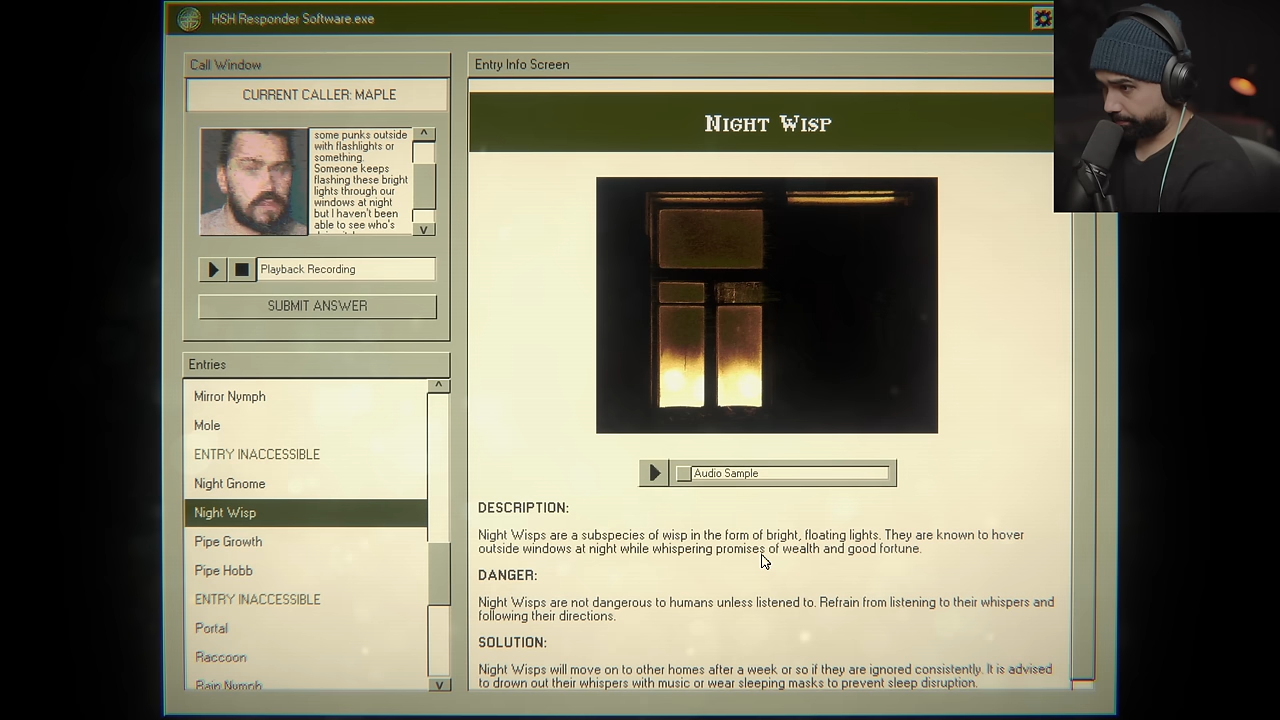 HSH Responder Software.exe
Call Window
CURRENT CALLER: MAPLE
some punks outside
with flashlights or
something.
Someone keeps
flashing these bright
lights through our
windows at night
but I haven't been
able to see who's
Playback Recording
SUBMIT ANSWER
Entries
Mirror Nymph
Mole
ENTRY INACCESSIBLE
Night Gnome
Night Wisp
Pipe Growth
Pipe Hobb
ENTRY INACCESSIBLE
Portal
Raccoon
Rain Nymph
Entry Info Screen
Night Wisp
Audio Sample
DESCRIPTION:
Night Wisps are a subspecies of wisp in the form of bright, floating lights. They are known to hover
outside windows at night while whispering promises of wealth and good fortune.
DANGER:
Night Wisps are not dangerous to humans unless listened to. Refrain from listening to their whispers and
following their directions.
SOLUTION:
Night Wisps will move on to other homes after a week or so if they are ignored consistently. It is advised
to drown out their whispers with music or wear sleeping masks to prevent sleep disruption.